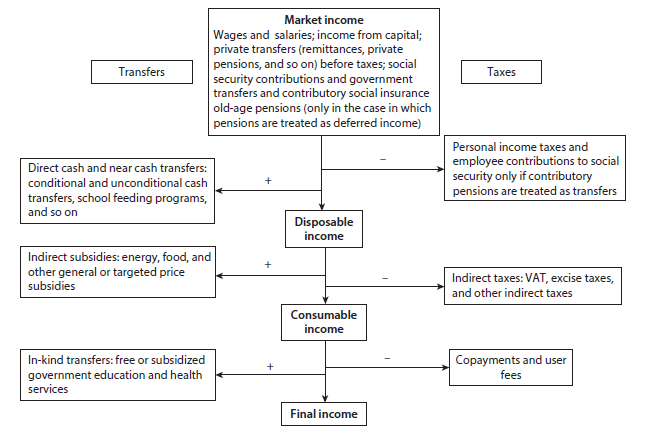 Market income
Wages and salaries; income from capital;
private transfers (remittances, private
pensions, and so on) before taxes; social
security contributions and government
transfers and contributory social insurance
old-age pensions (only in the case in which
pensions are treated as deferred income)
Transfers
Taxes
–
Personal income taxes and
employee contributions to social
security only if contributory
pensions are treated as transfers
Direct cash and near cash transfers:
conditional and unconditional cash
transfers, school feeding programs,
and so on
+
Disposable
income
Indirect subsidies: energy, food, and
other general or targeted price
subsidies
+
–
Indirect taxes: VAT, excise taxes,
and other indirect taxes
Consumable
income
In-kind transfers: free or subsidized
government education and health
services
+
–
Copayments and user
fees
Final income